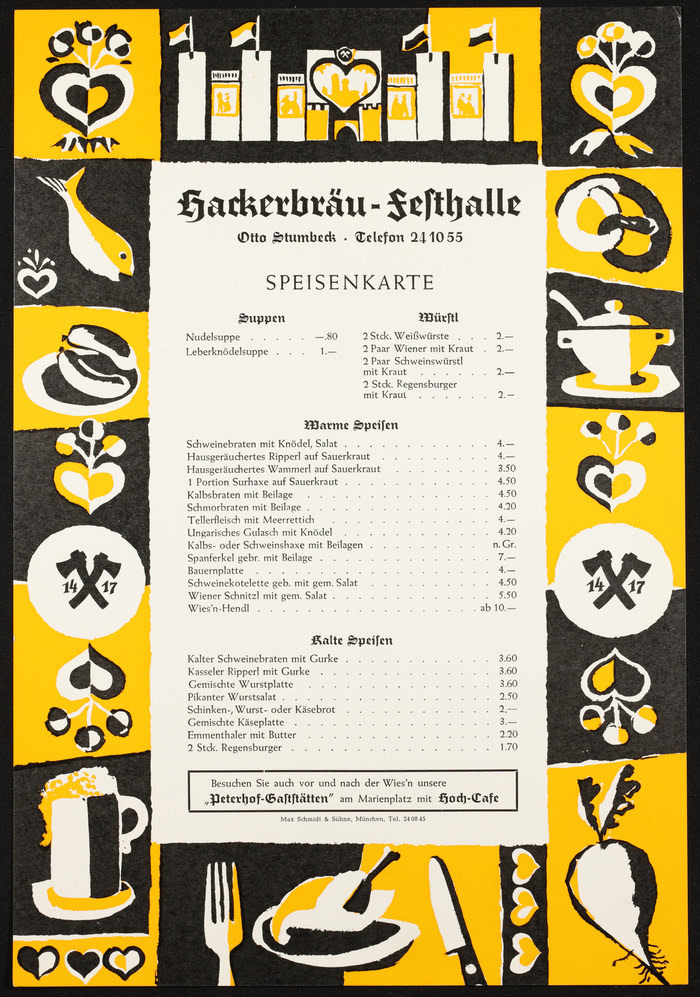 Hackerbräu-Festhalle
Otto Stumbeck · Telefon 24 10 55
SPEISENKARTE
Suppen
Nudelsuppe . . . . . —.80
Leberknödelsuppe . . . 1.—
Würstl
2 Stck. Weißwürste . . . 2.—
2 Paar Wiener mit Kraut . 2.—
2 Paar Schweinswürstl
mit Kraut . . . . . . 2.—
2 Stck. Regensburger
mit Kraut . . . . . . 2.—
Warme Speisen
Schweinebraten mit Knödel, Salat . . . . . . . . . . 4.—
Hausgeräuchertes Ripperl auf Sauerkraut . . . . . . . . 4.—
Hausgeräuchertes Wammerl auf Sauerkraut . . . . . . . 3.50
1 Portion Surhaxe auf Sauerkraut . . . . . . . . . . 4.50
Kalbsbraten mit Beilage . . . . . . . . . . . . 4.50
Schmorbraten mit Beilage . . . . . . . . . . . . 4.20
Tellerfleisch mit Meerrettich . . . . . . . . . . . 4.—
Ungarisches Gulasch mit Knödel . . . . . . . . . . 4.20
Kalbs- oder Schweinshaxe mit Beilagen . . . . . . . . n. Gr.
Spanferkel gebr. mit Beilage . . . . . . . . . . . 7.—
Bauernplatte . . . . . . . . . . . . . . . 4.—
Schweinekotelette geb. mit gem. Salat . . . . . . . . . 4.50
Wiener Schnitzl mit gem. Salat . . . . . . . . . . . 5.50
Wies'n-Hendl . . . . . . . . . . . . . . ab 10.—
Kalte Speisen
Kalter Schweinebraten mit Gurke . . . . . . . . . . 3.60
Kasseler Ripperl mit Gurke . . . . . . . . . . . . 3.60
Gemischte Wurstplatte . . . . . . . . . . . . . 3.60
Pikanter Wurstsalat . . . . . . . . . . . . . . 2.50
Schinken-, Wurst- oder Käsebrot . . . . . . . . . . 2.—
Gemischte Käseplatte . . . . . . . . . . . . . 3.—
Emmenthaler mit Butter . . . . . . . . . . . . . 2.20
2 Stck. Regensburger . . . . . . . . . . . . . 1.70
Besuchen Sie auch vor und nach der Wies'n unsere
„Peterhof-Gaststätten" am Marienplatz mit Hoch-Cafe
Max Schmidt & Söhne, München, Tel. 24 08 45
14 17
14 17